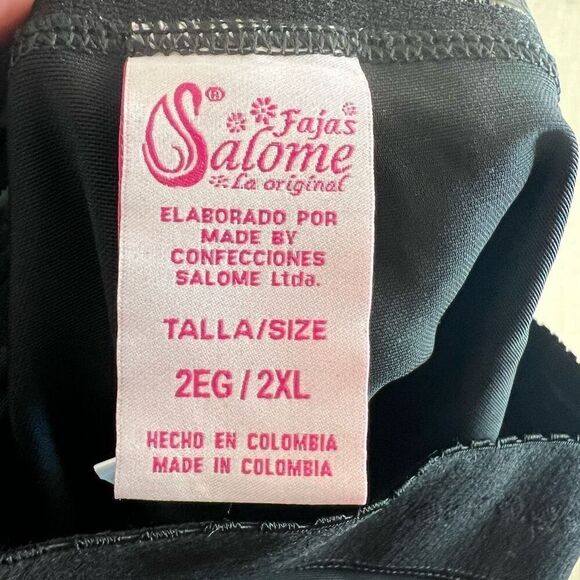 ®
Fajas
Salome
La original
ELABORADO POR
MADE BY
CONFECCIONES
SALOME Ltda.
TALLA/SIZE
2EG / 2XL
HECHO EN COLOMBIA
MADE IN COLOMBIA